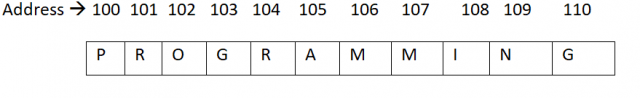 Address → 100 101 102 103 104 105 106 107 108 109 110
P R O G R A M M I N G